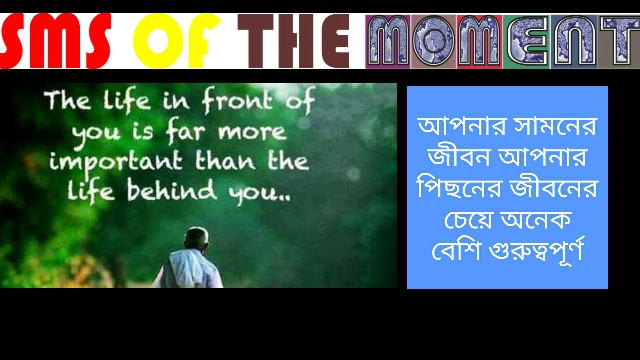 SMS OF THE MOMENT
The life in front of
you is far more
important than the
life behind you..
আপনার সামনের
জীবন আপনার
পিছনের জীবনের
চেয়ে অনেক
বেশি গুরুত্বপূর্ণ